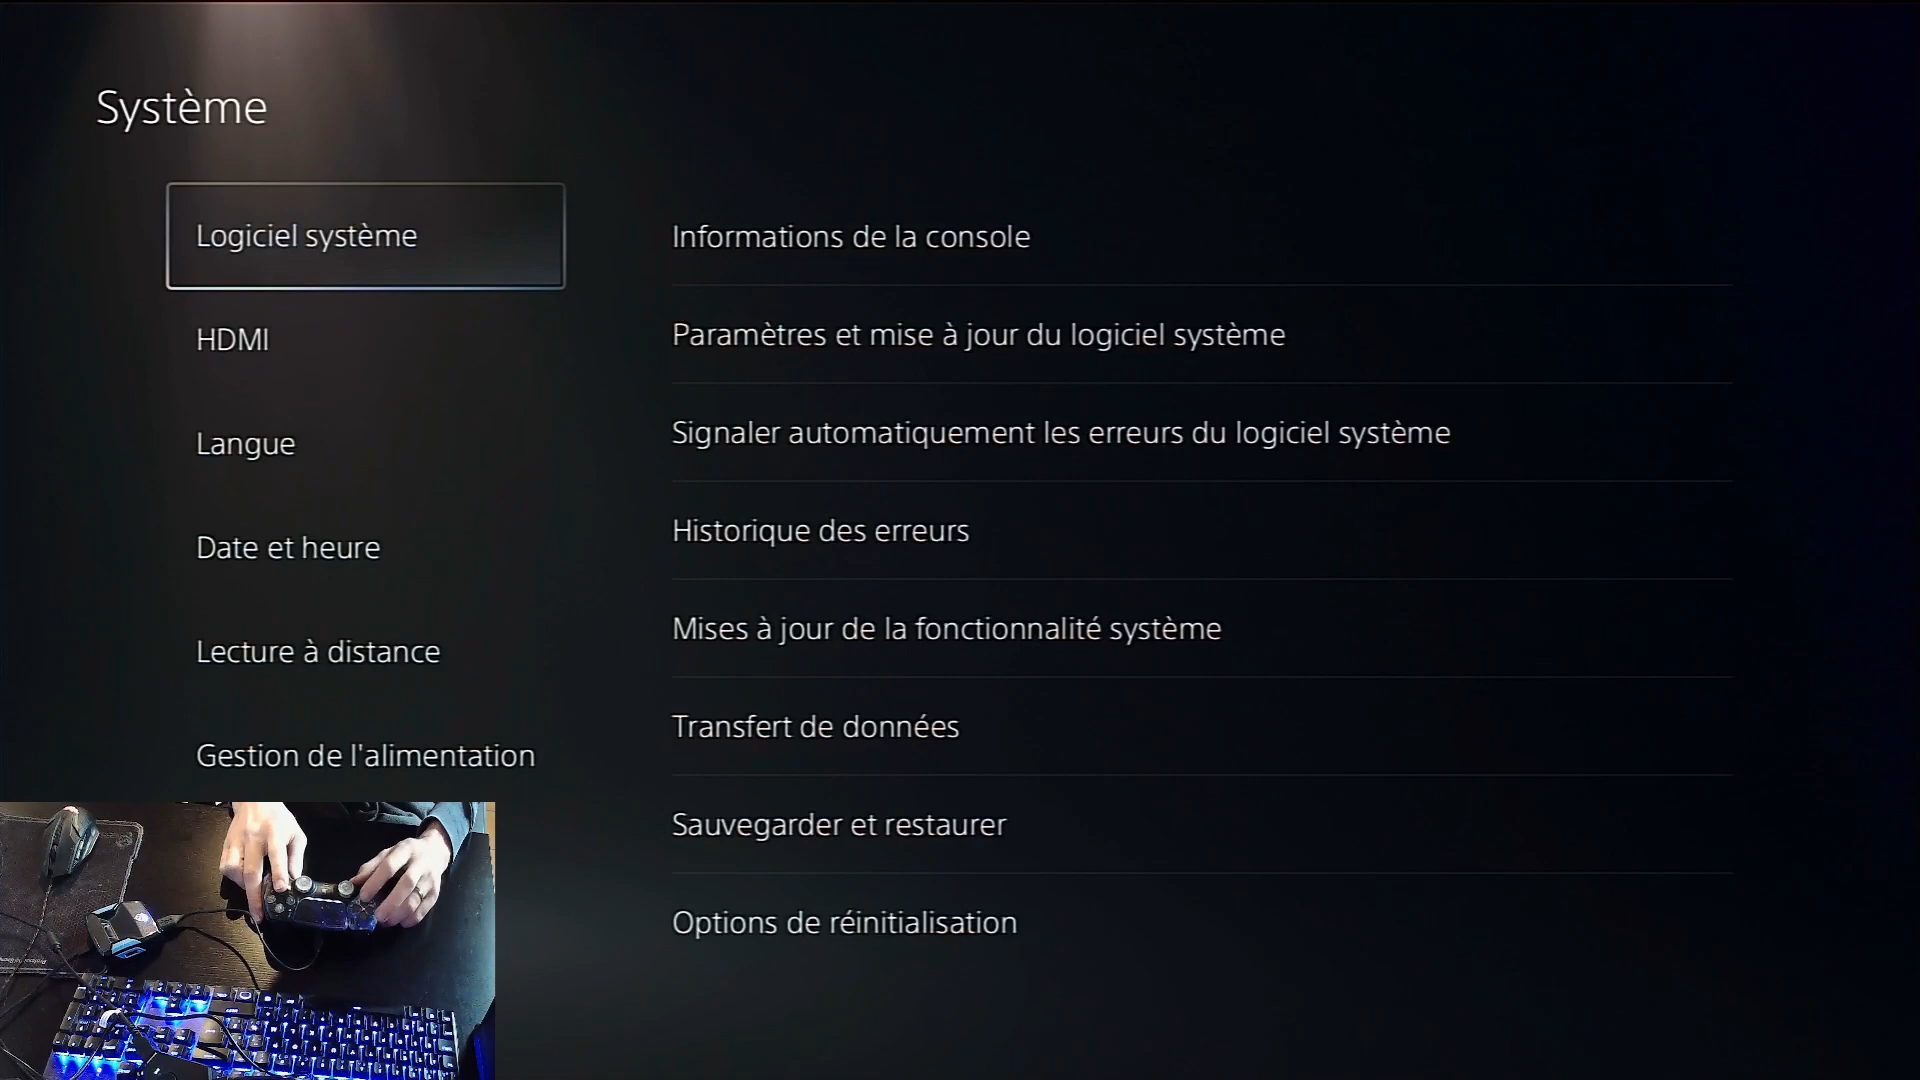 Système
Logiciel système
HDMI
Langue
Date et heure
Lecture à distance
Gestion de l'alimentation
Informations de la console
Paramètres et mise à jour du logiciel système
Signaler automatiquement les erreurs du logiciel système
Historique des erreurs
Mises à jour de la fonctionnalité système
Transfert de données
Sauvegarder et restaurer
Options de réinitialisation